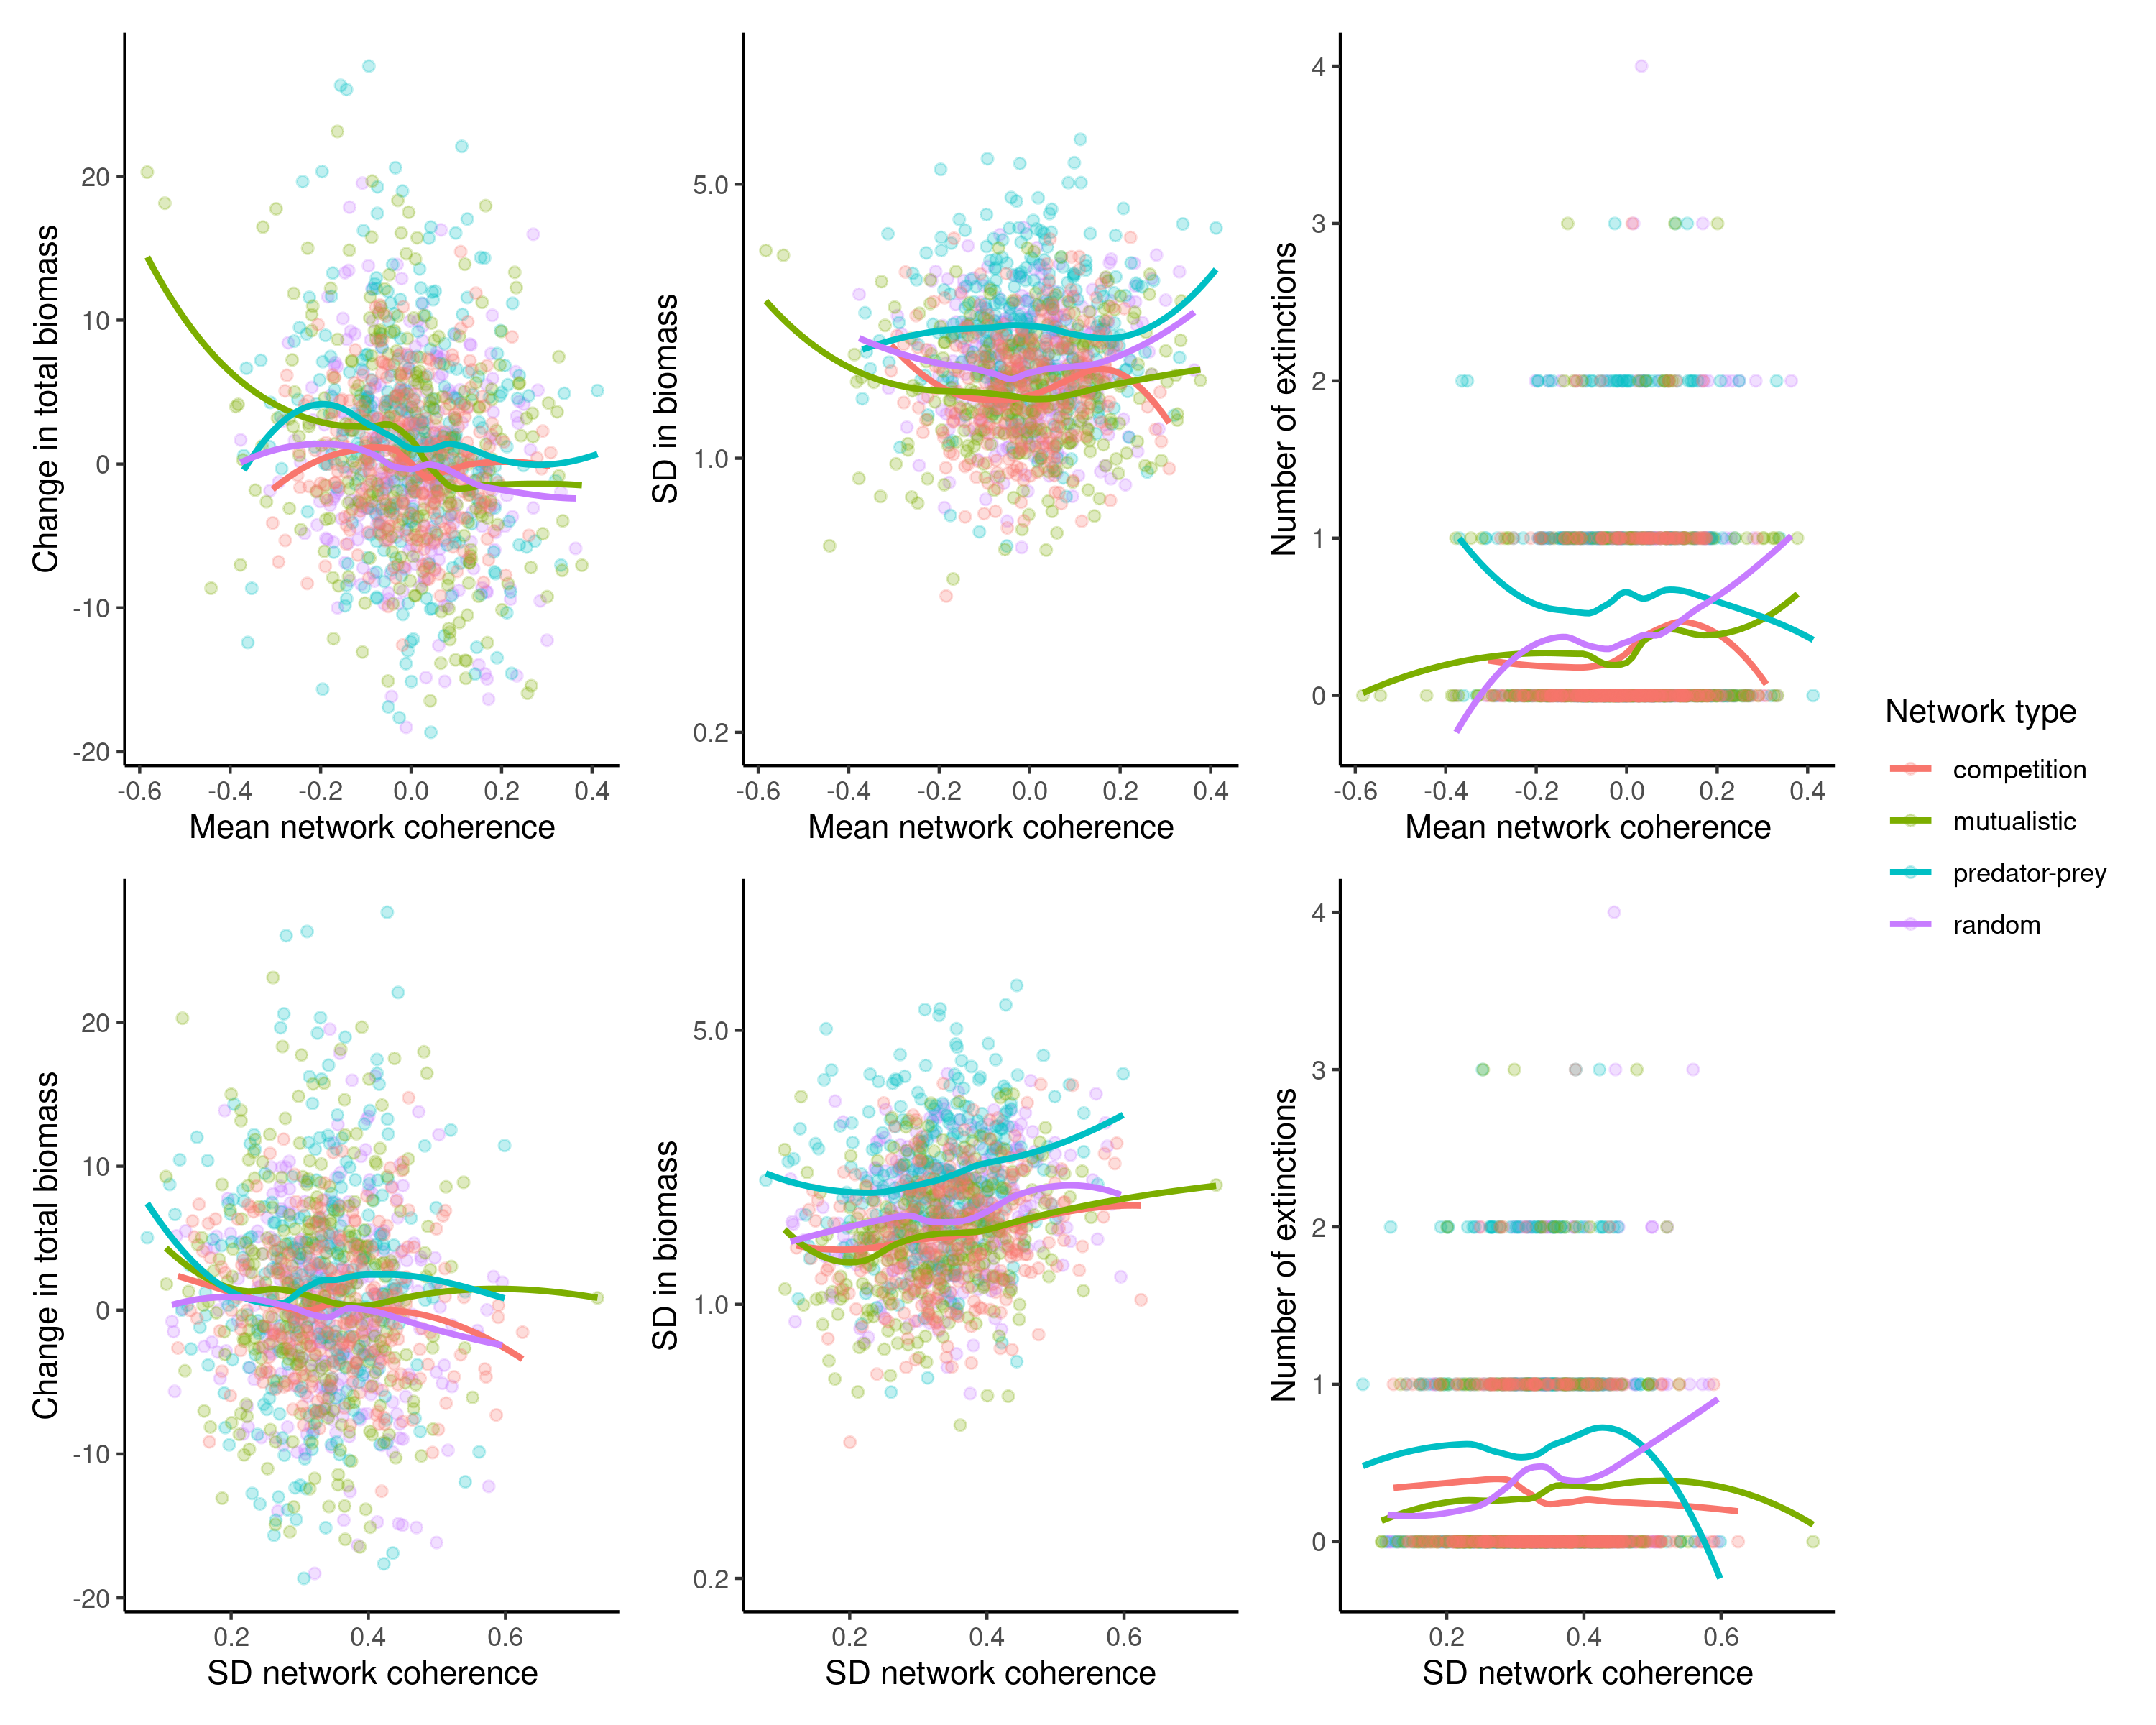 Change in total biomass
20
10
0
-10
-20
-0.6 -0.4 -0.2 0.0 0.2 0.4
Mean network coherence
SD in biomass
5.0
1.0
0.2
-0.6 -0.4 -0.2 0.0 0.2 0.4
Mean network coherence
Number of extinctions
4
3
2
1
0
-0.6 -0.4 -0.2 0.0 0.2 0.4
Mean network coherence
Change in total biomass
20
10
0
-10
-20
0.2 0.4 0.6
SD network coherence
SD in biomass
5.0
1.0
0.2
0.2 0.4 0.6
SD network coherence
Number of extinctions
4
3
2
1
0
0.2 0.4 0.6
SD network coherence
Network type
competition
mutualistic
predator-prey
random